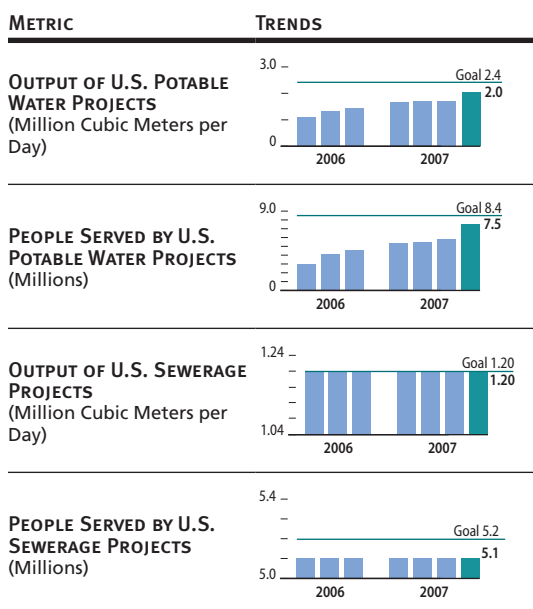 METRIC
TRENDS
OUTPUT OF U.S. POTABLE
WATER PROJECTS
(Million Cubic Meters per
Day)
3.0
Goal 2.4
2.0
0
2006
2007
PEOPLE SERVED BY U.S.
POTABLE WATER PROJECTS
(Millions)
9.0
Goal 8.4
7.5
0
2006
2007
OUTPUT OF U.S. SEWERAGE
PROJECTS
(Million Cubic Meters per
Day)
1.24
Goal 1.20
1.20
1.04
2006
2007
PEOPLE SERVED BY U.S.
SEWERAGE PROJECTS
(Millions)
5.4
Goal 5.2
5.1
5.0
2006
2007